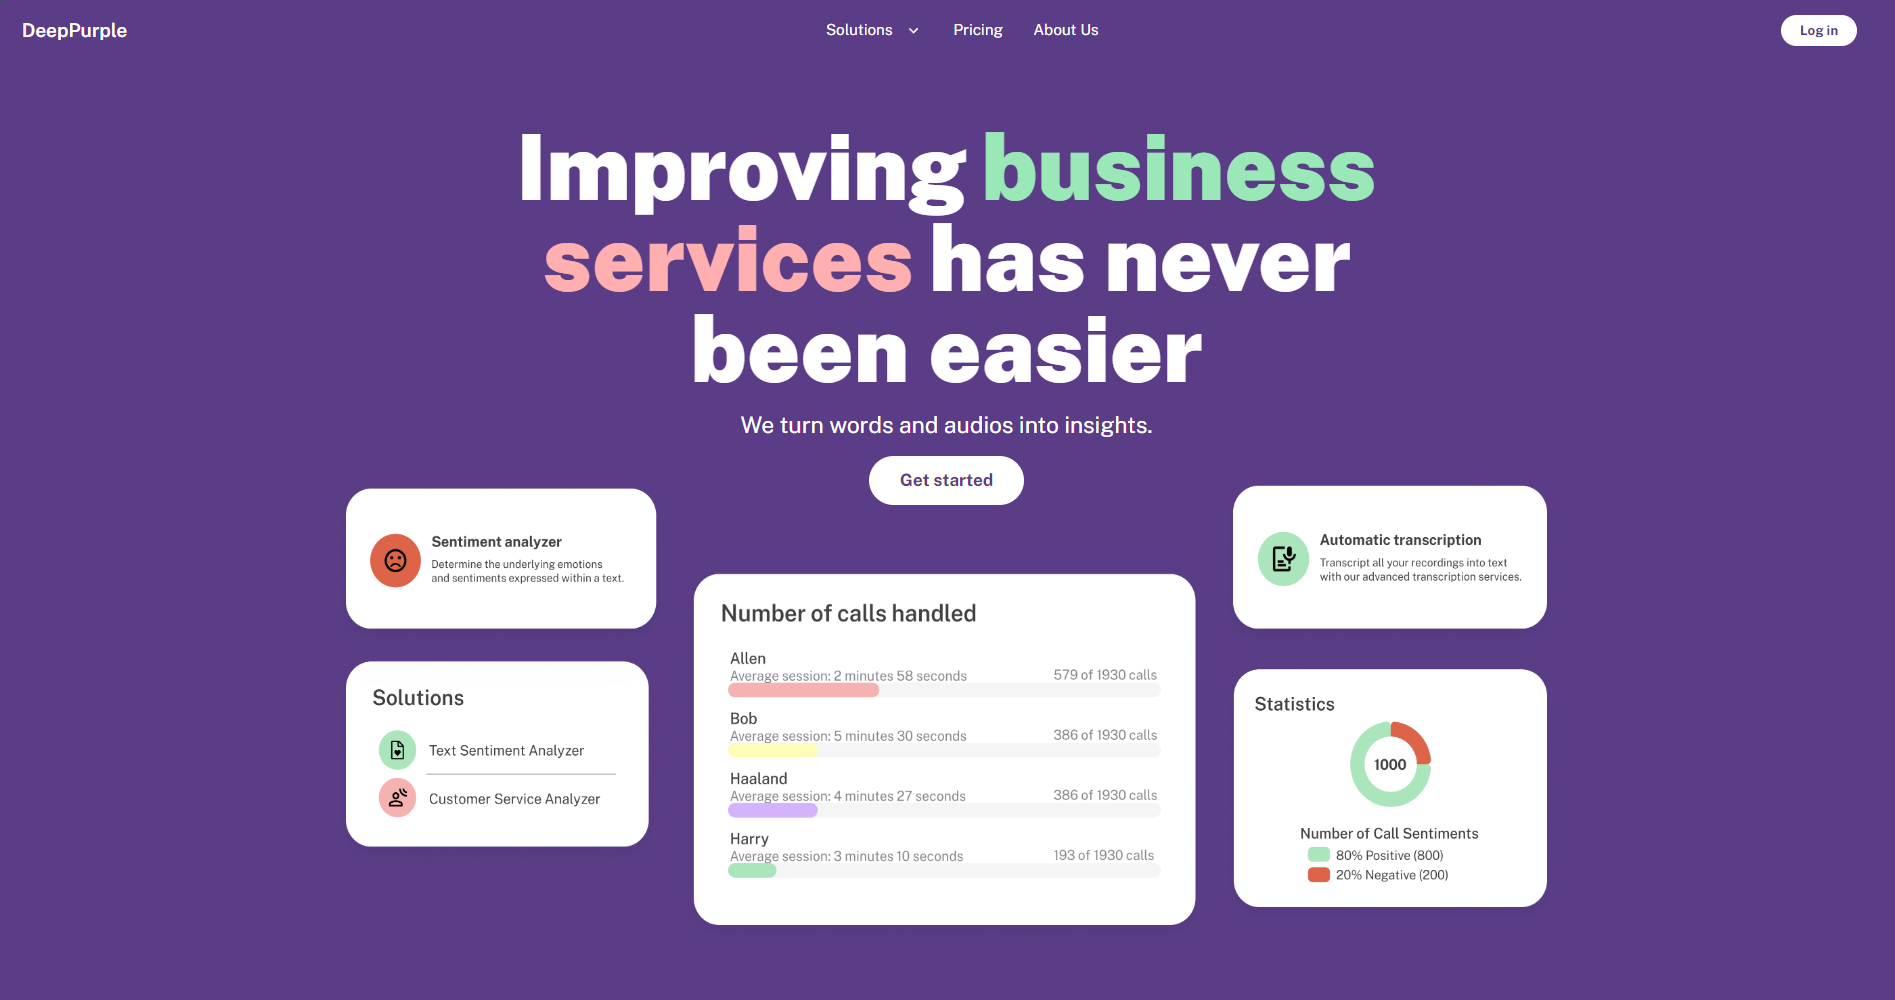 DeepPurple
Solutions
Pricing
About Us
Log in
Improving business
services has never
been easier
We turn words and audios into insights.
Get started
Sentiment analyzer
Determine the underlying emotions
and sentiments expressed within a text.
Automatic transcription
Transcript all your recordings into text
with our advanced transcription services.
Solutions
Text Sentiment Analyzer
Customer Service Analyzer
Number of calls handled
Allen
Average session: 2 minutes 58 seconds
579 of 1930 calls
Bob
Average session: 5 minutes 30 seconds
386 of 1930 calls
Haaland
Average session: 4 minutes 27 seconds
386 of 1930 calls
Harry
Average session: 3 minutes 10 seconds
193 of 1930 calls
Statistics
1000
Number of Call Sentiments
80% Positive (800)
20% Negative (200)